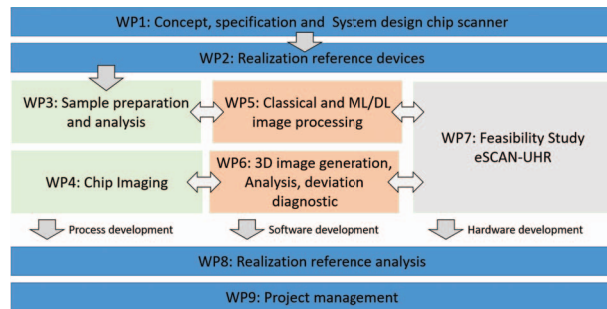 WP1: Concept, specification and System design chip scanner
WP2: Realization reference devices
WP3: Sample preparation
and analysis
WP5: Classical and ML/DL
image processing
WP7: Feasibility Study
eSCAN-UHR
WP4: Chip Imaging
WP6: 3D image generation,
Analysis, deviation
diagnostic
Process development
Software development
Hardware development
WP8: Realization reference analysis
WP9: Project management